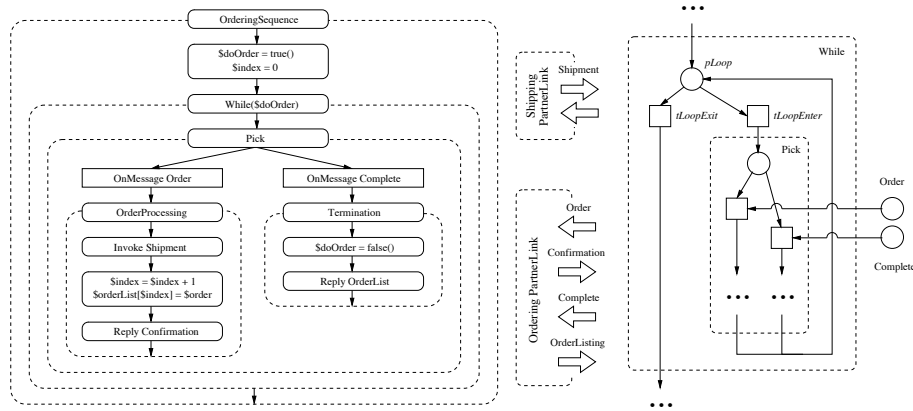 OrderingSequence
$doOrder = true()
$index = 0
While($doOrder)
Pick
OnMessage Order
OnMessage Complete
OrderProcessing
Termination
Invoke Shipment
$doOrder = false()
$index = $index + 1
$orderList[$index] = $order
Reply OrderList
Reply Confirmation
Shipping
PartnerLink
Shipment
Ordering PartnerLink
Order
Confirmation
Complete
OrderListing
•••
While
pLoop
tLoopExit
tLoopEnter
Pick
Order
Complete
•••
•••
•••